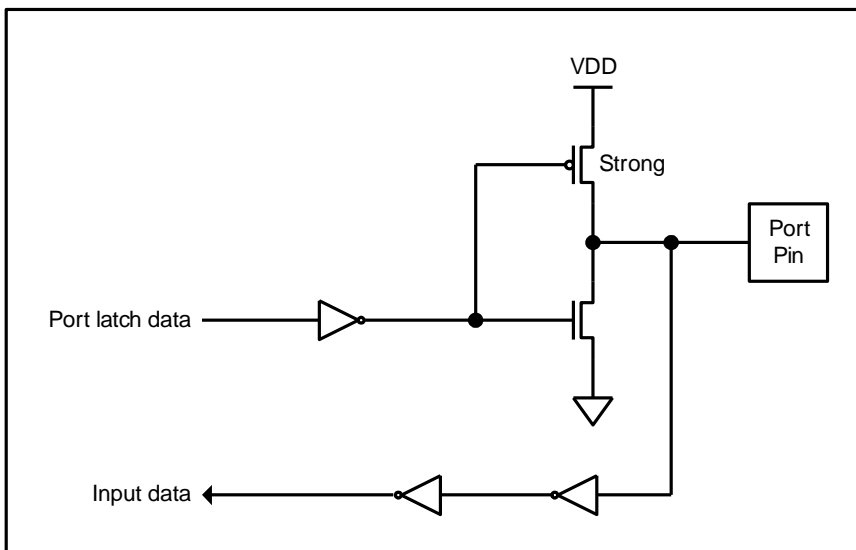 VDD
Strong
Port
Pin
Port latch data
Input data